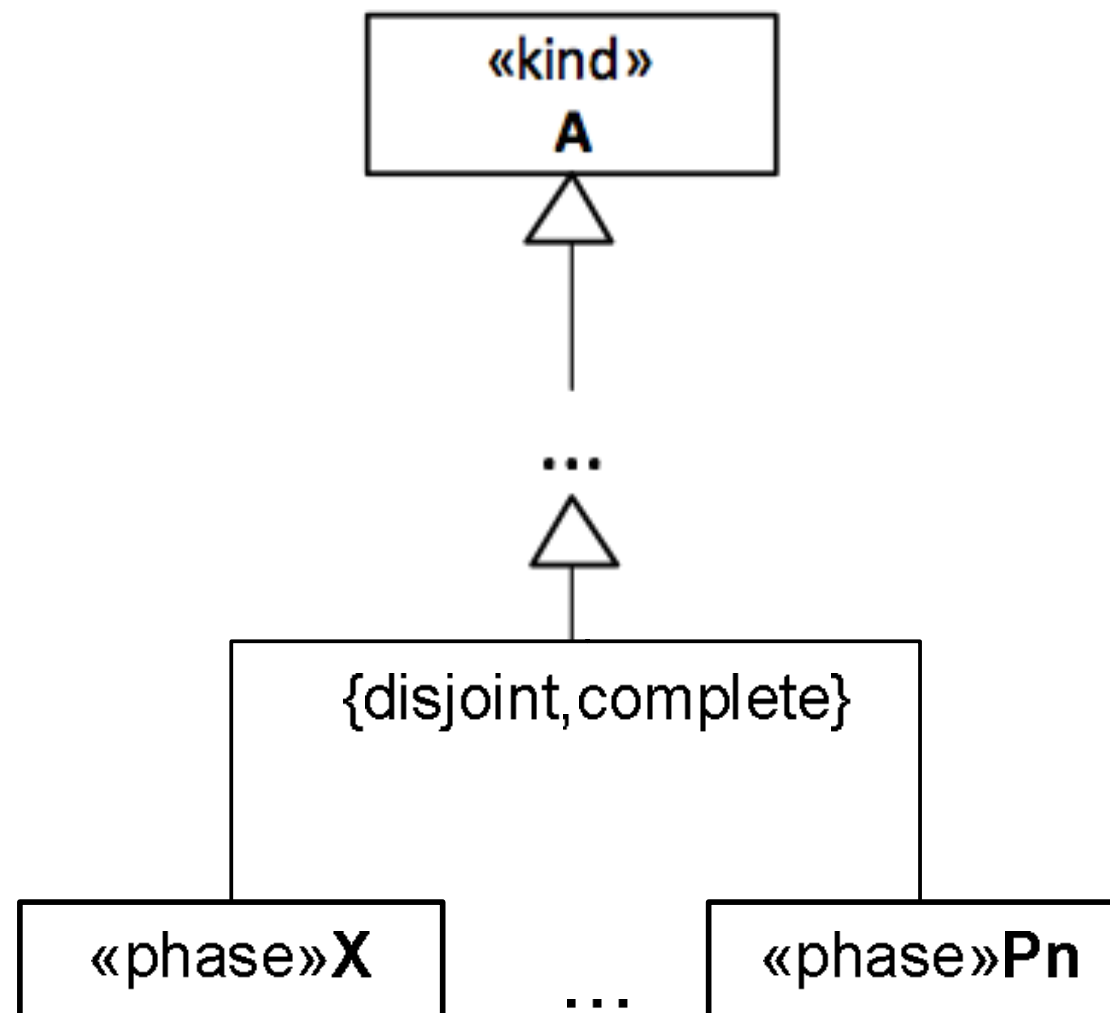 «kind»
A
...
{disjoint,complete}
«phase»X
...
«phase»Pn